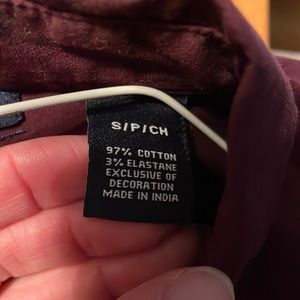 S/P/CH
97% COTTON
3% ELASTANE
EXCLUSIVE OF
DECORATION
MADE IN INDIA